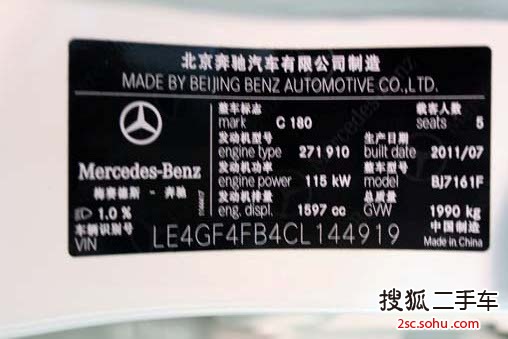 北京奔驰汽车有限公司制造
MADE BY BEIJING BENZ AUTOMOTIVE CO.,LTD.
整车标志 载客人数
mark C 180 seats 5
发动机型号 生产日期
engine type 271.910 built date 2011/07
Mercedes-Benz
发动机功率 整车型号
engine power 115 kW model BJ7161F
梅赛德斯 - 奔驰
发动机排量 总质量
1.0 % eng. displ. 1597 cc GVW 1990 kg
车辆识别号 中国制造
VIN LE4GF4FB4CL144919 Made in China
搜狐二手车
2sc.sohu.com